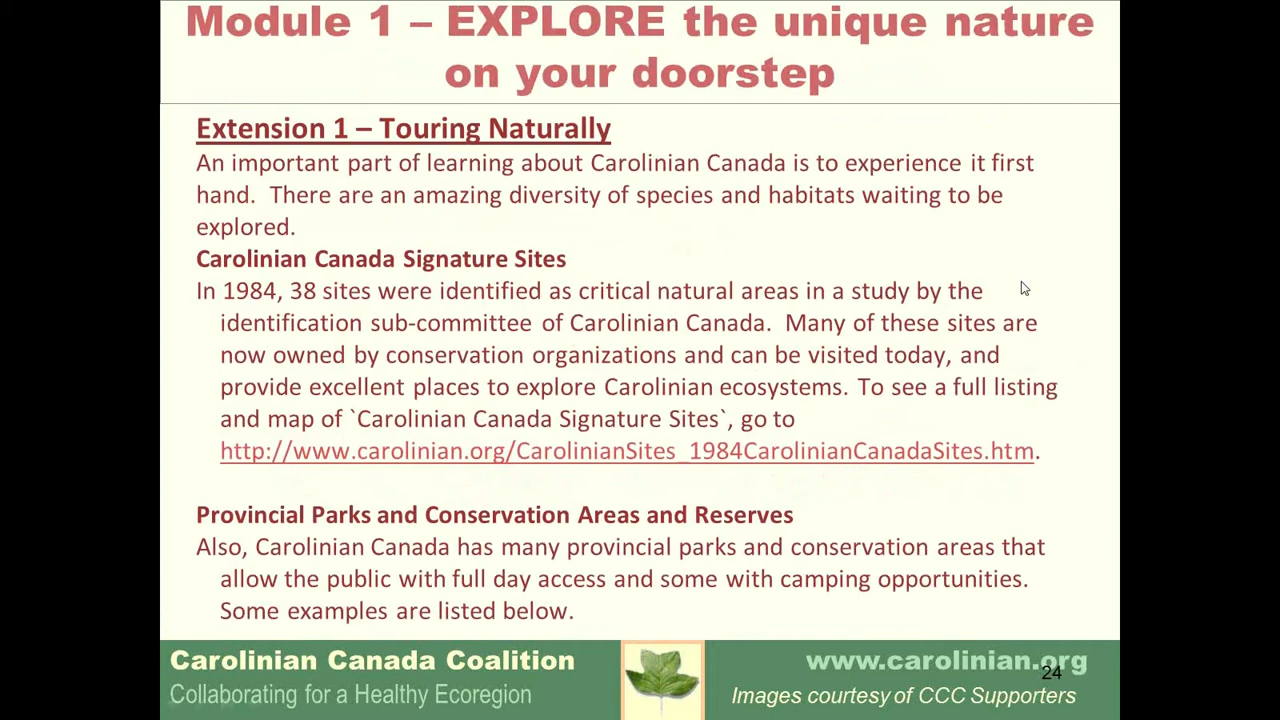 Module 1 – EXPLORE the unique nature
on your doorstep
Extension 1 – Touring Naturally
An important part of learning about Carolinian Canada is to experience it first
hand.  There are an amazing diversity of species and habitats waiting to be
explored.
Carolinian Canada Signature Sites
In 1984, 38 sites were identified as critical natural areas in a study by the
identification sub-committee of Carolinian Canada.  Many of these sites are
now owned by conservation organizations and can be visited today, and
provide excellent places to explore Carolinian ecosystems. To see a full listing
and map of `Carolinian Canada Signature Sites`, go to
http://www.carolinian.org/CarolinianSites_1984CarolinianCanadaSites.htm.
Provincial Parks and Conservation Areas and Reserves
Also, Carolinian Canada has many provincial parks and conservation areas that
allow the public with full day access and some with camping opportunities.
Some examples are listed below.
Carolinian Canada Coalition
Collaborating for a Healthy Ecoregion
www.carolinian.org
24
Images courtesy of CCC Supporters